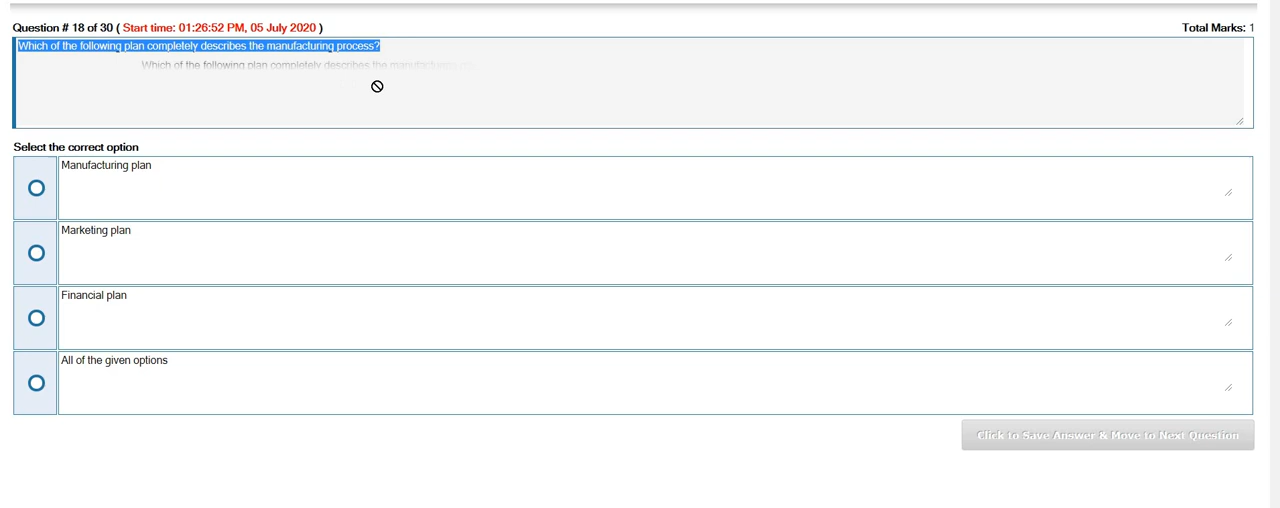 Question # 18 of 30 ( Start time: 01:26:52 PM, 05 July 2020 ) Total Marks: 1
Which of the following plan completely describes the manufacturing process?
Which of the following plan completely describes the manufacturing
Select the correct option
Manufacturing plan
Marketing plan
Financial plan
All of the given options
Click to Save Answer & Move to Next Question